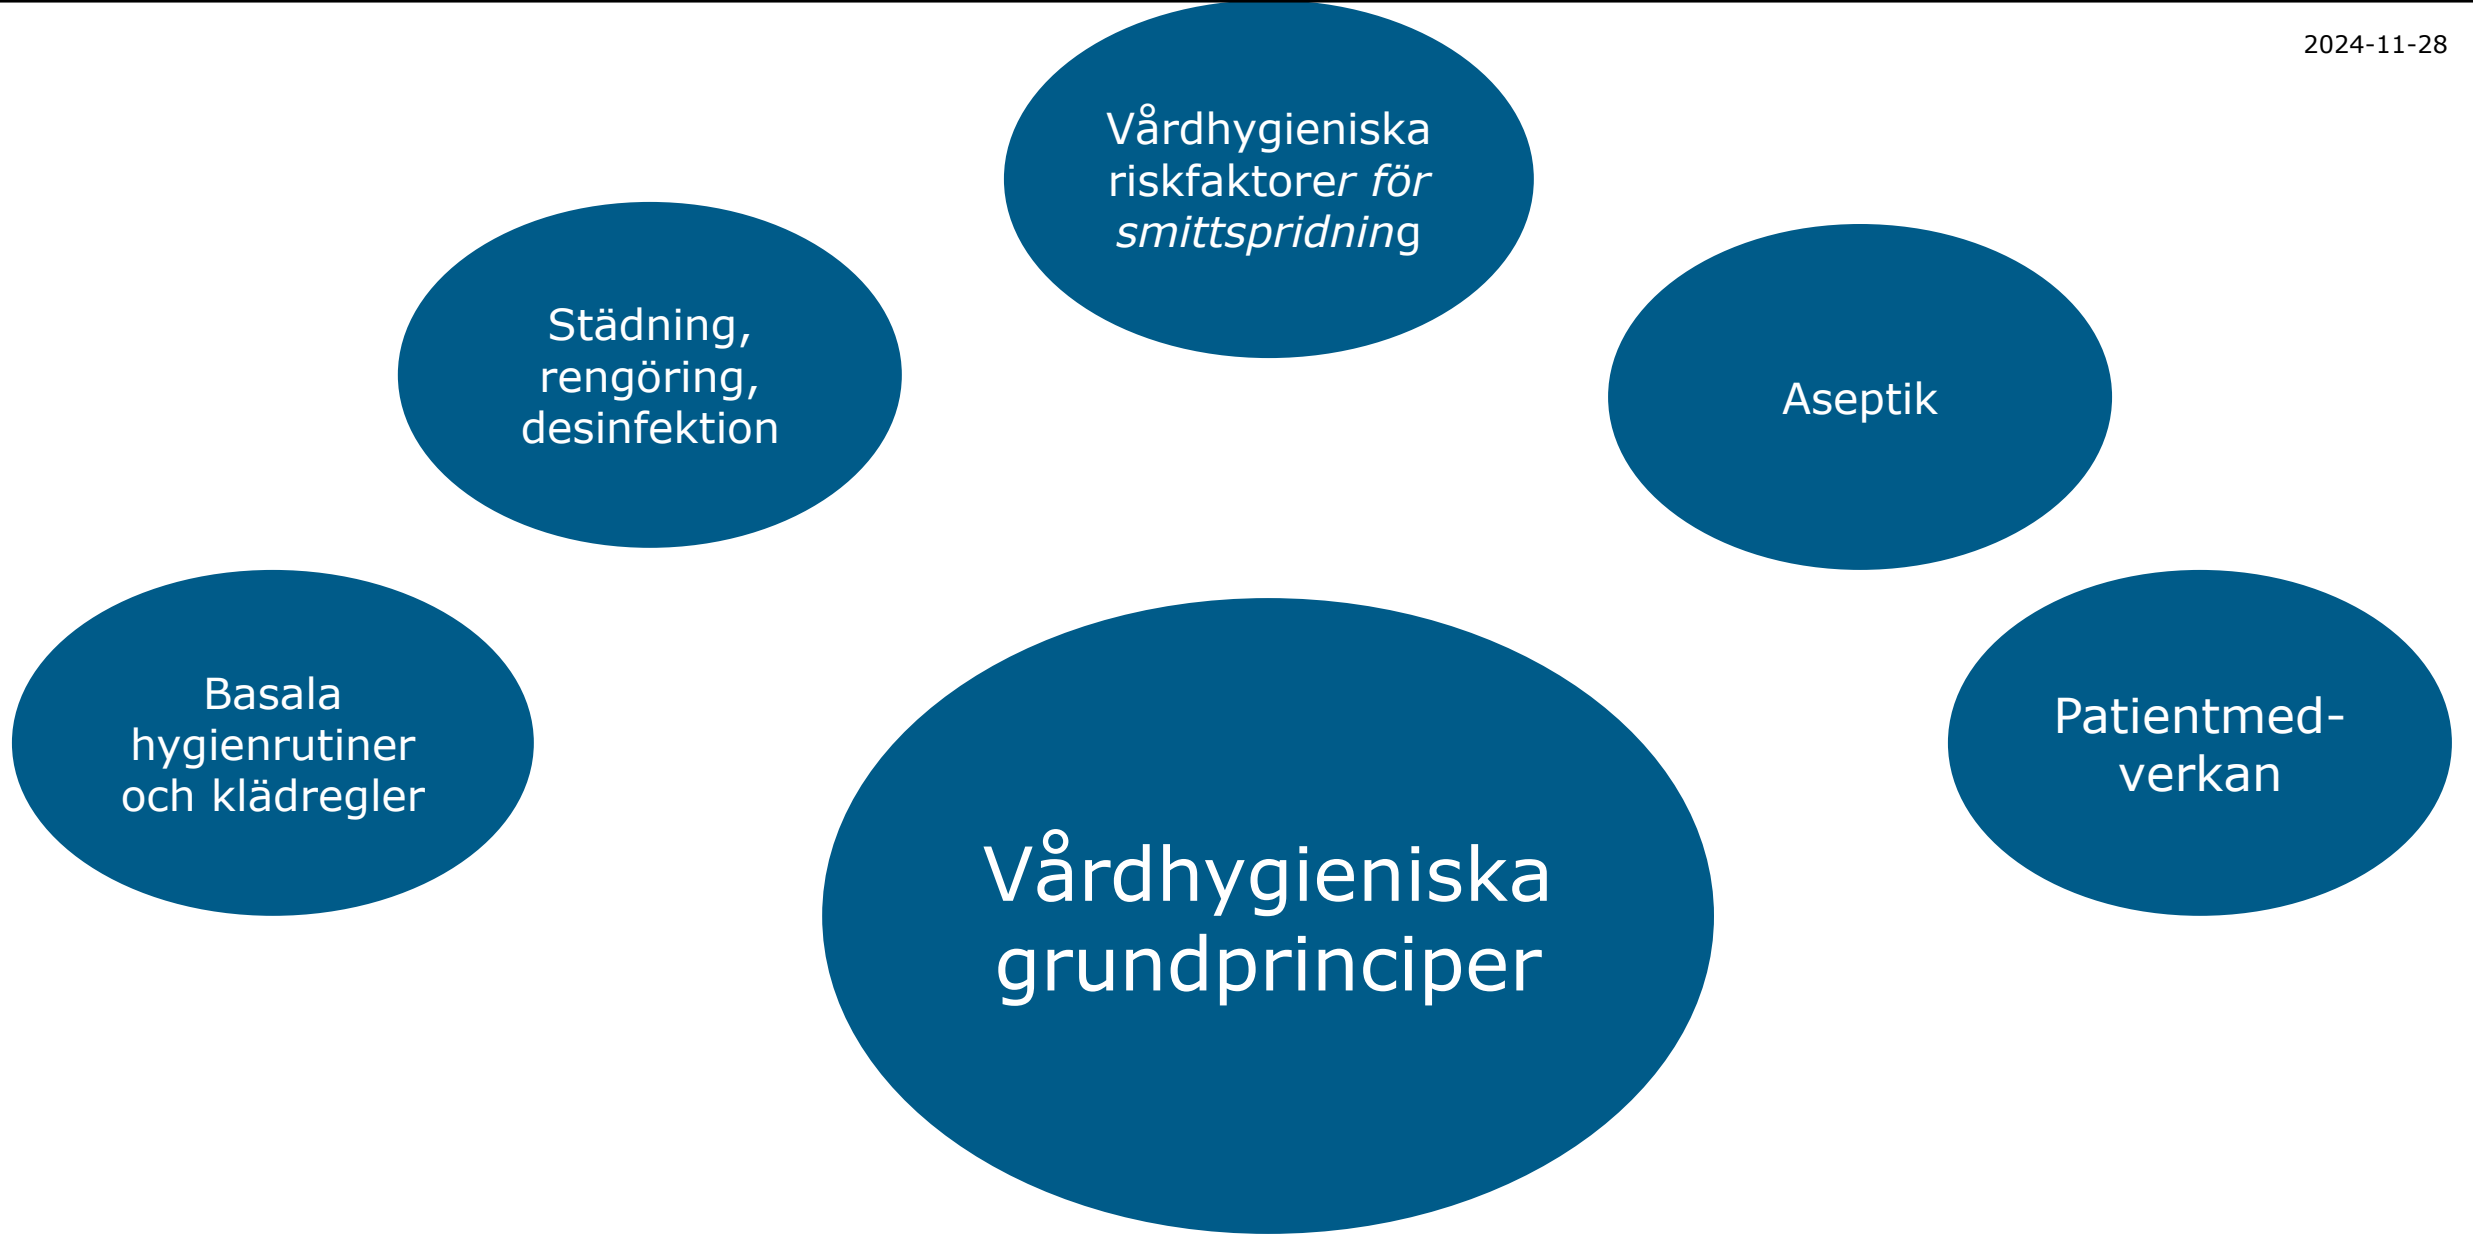 2024-11-28
Vårdhygieniska
riskfaktorer för
smittspridning
Städning,
rengöring,
desinfektion
Aseptik
Basala
hygienrutiner
och klädregler
Patientmed-
verkan
Vårdhygieniska
grundprinciper